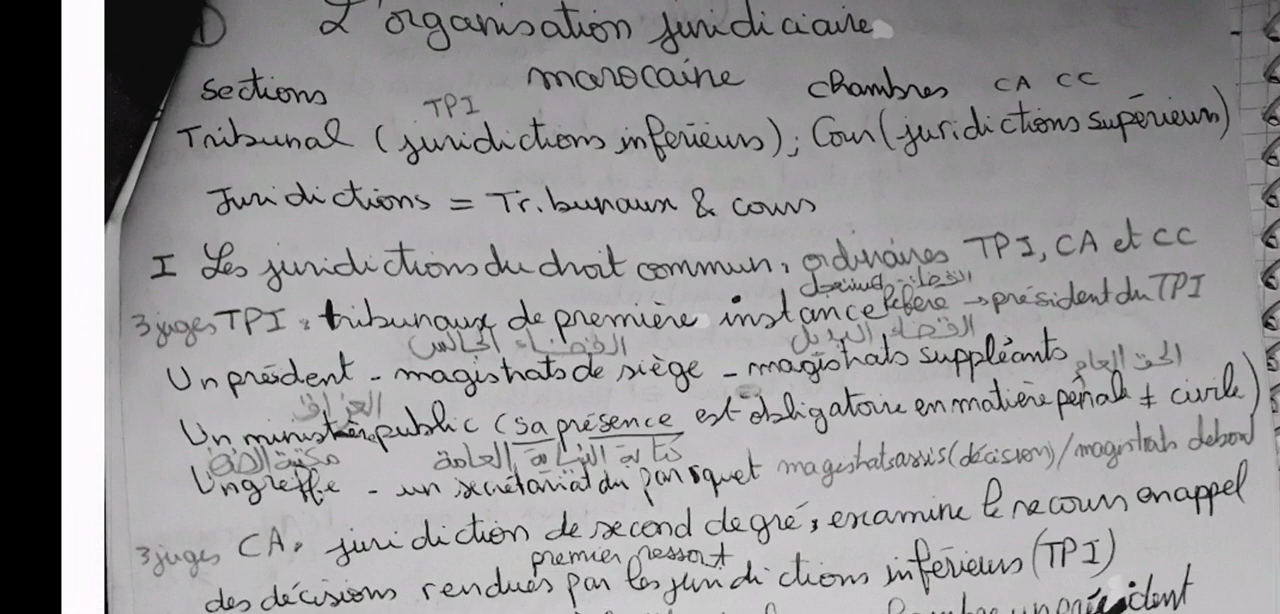 L'organisation juridiciaire
marocaine
sections TPI chambres CA CC
Tribunal (juridictions inférieurs), Cour (juridictions supérieurs)
Juridictions = Tribunaux & cours
I Les juridictions du droit commun, ordinaires TPI, CA et CC
3 juges TPI : tribunaux de premiere instance Référé → président du TPI
القضاء الجالس القضاء البديل
Un présdent - magistrats de siège - magistrats suppléants الحق العام
Un ministère public (sa présence est obligatoire en matière pénale ≠ civile)
كتابة النيابة العامة
Un greffe - un secrétariat du parquet magistrats assis (décision) / magistrats debout
3 juges CA : juridiction de second degré, examine le recours en appel
premier ressort
des décisions rendues par les juridictions inférieurs (TPI)